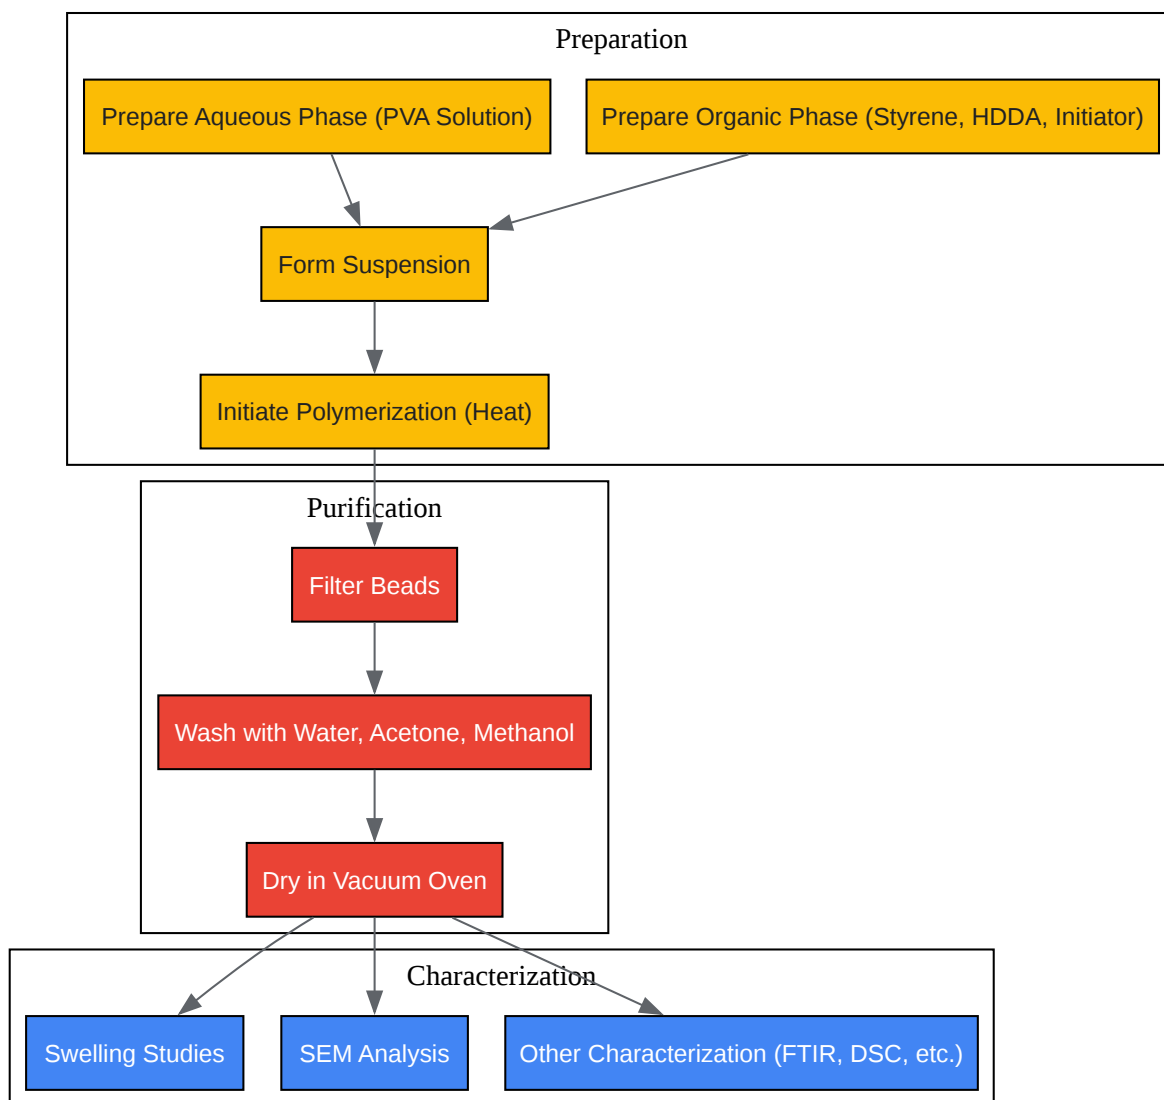 Preparation
Prepare Aqueous Phase (PVA Solution)
Prepare Organic Phase (Styrene, HDDA, Initiator)
Form Suspension
Initiate Polymerization (Heat)
Purification
Filter Beads
Wash with Water, Acetone, Methanol
Dry in Vacuum Oven
Characterization
Swelling Studies
SEM Analysis
Other Characterization (FTIR, DSC, etc.)